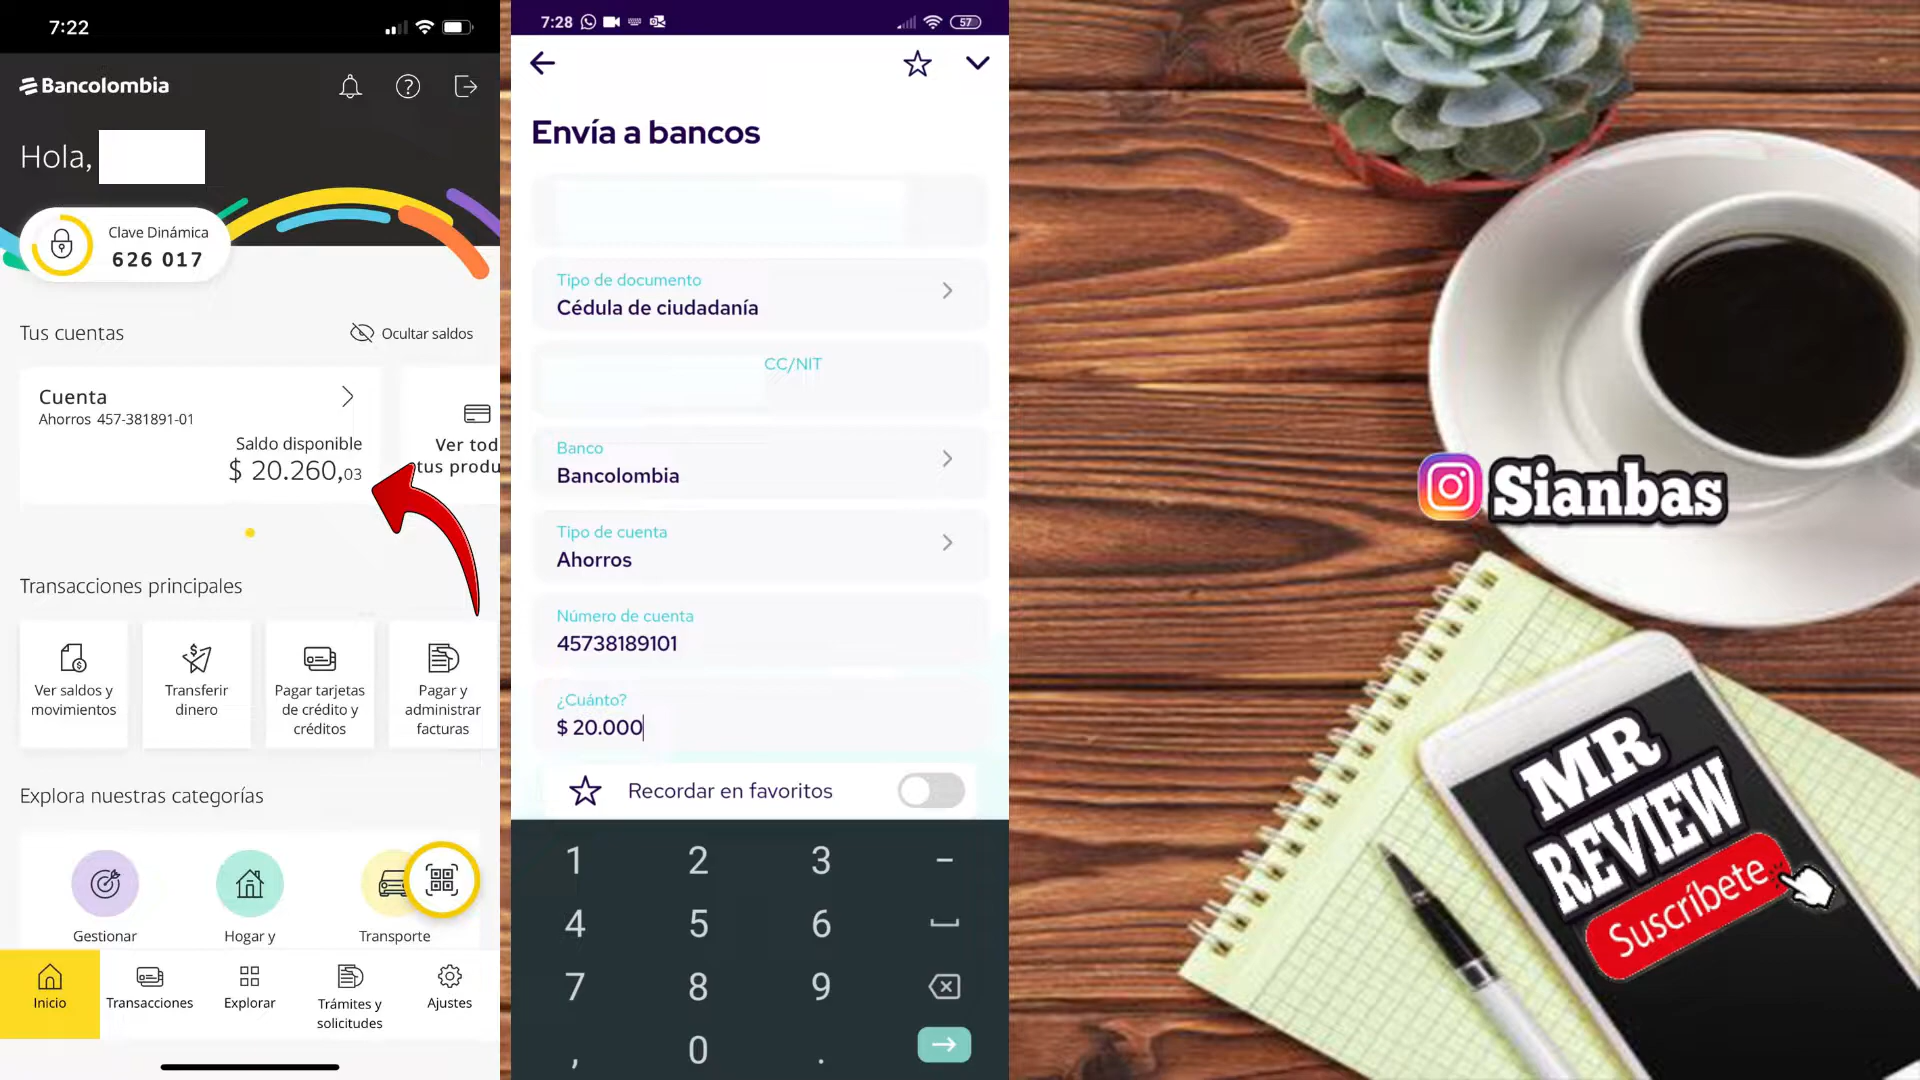 7:22
Bancolombia
Hola,
Clave Dinámica
626 017
Tus cuentas
Ocultar saldos
Cuenta
Ahorros 457-381891-01
Saldo disponible
$ 20.260,03
Ver tod
tus produ
Transacciones principales
Ver saldos y
movimientos
Transferir
dinero
Pagar tarjetas
de crédito y
créditos
Pagar y
administrar
facturas
Explora nuestras categorías
Gestionar
Hogar y
Transporte
Inicio
Transacciones
Explorar
Trámites y
solicitudes
Ajustes
7:28
57
Envía a bancos
Tipo de documento
Cédula de ciudadanía
CC/NIT
Banco
Bancolombia
Tipo de cuenta
Ahorros
Número de cuenta
45738189101
¿Cuánto?
$ 20.000
Recordar en favoritos
1 2 3 -
4 5 6
7 8 9
, 0 .
Sianbas
MR
REVIEW
Suscríbete